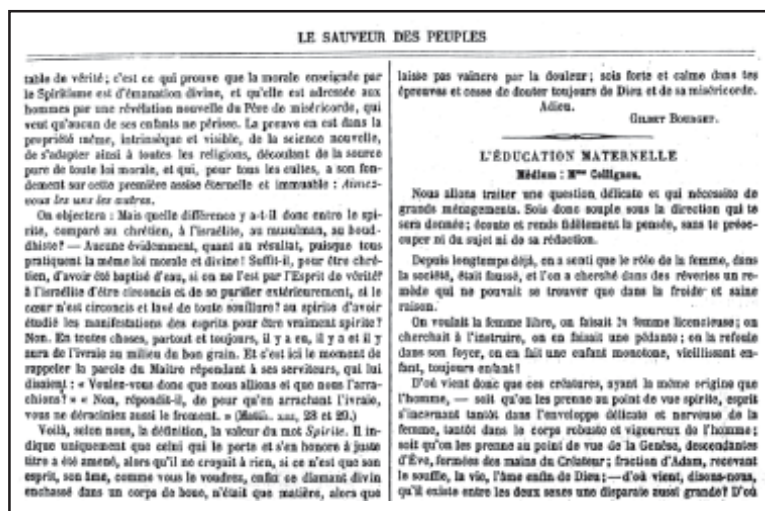 LE SAUVEUR DES PEUPLES
table de vérité; c'est ce qui prouve que la morale enseignée par
le Spiritisme est d'émanation divine, et qu'elle est adressée aux
hommes par une révélation nouvelle du Père de miséricorde, qui
veut qu'aucun de ses enfants ne périsse. La preuve en est dans la
propriété même, intrinsèque et visible, de la science nouvelle,
de s'adapter ainsi à toutes les religions, découlant de la source
pure de toute loi morale, et qui, pour tous les cultes, a son fon-
dement sur cette première assise éternelle et immuable : Aimez-
vous les uns les autres.
On objectera : Mais quelle différence y a-t-il donc entre le spi-
rite, comparé au chrétien, à l'israélite, au musulman, au boud-
dhiste? — Aucune évidemment, quant au résultat, puisque tous
pratiquent la même loi morale et divine! Suffit-il, pour être chré-
tien, d'avoir été baptisé d'eau, si on ne l'est par l'Esprit de vérité?
à l'israélite d'être circoncis et de se purifier extérieurement, si le
cœur n'est circoncis et lavé de toute souillure? au spirite d'avoir
étudié les manifestations des esprits pour être vraiment spirite?
Non. En toutes choses, partout et toujours, il y a eu, il y a et il y
aura de l'ivraie au milieu du bon grain. Et c'est ici le moment de
rappeler la parole du Maître répondant à ses serviteurs, qui lui
disaient : « Voulez-vous donc que nous allions et que nous l'arra-
chions? » « Non, répondit-il, de peur qu'en arrachant l'ivraie,
vous ne déraciniez aussi le froment. » (Matth. XIII, 28 et 29.)
Voilà, selon nous, la définition, la valeur du mot Spirite. Il in-
dique uniquement que celui qui le porte et s'en honore à juste
titre a été amené, alors qu'il ne croyait à rien, si ce n'est que son
esprit, son âme, comme vous le voudrez, enfin ce diamant divin
enchassé dans un corps de boue, n'était que matière, alors que
laisse pas vaincre par la douleur; sois forte et calme dans tes
épreuves et cesse de douter toujours de Dieu et de sa miséricorde.
Adieu.
GILBET BOURGET.
L'ÉDUCATION MATERNELLE
Médium : Mme Collignon.
Nous allons traiter une question délicate et qui nécessite de
grands ménagements. Sois donc souple sous la direction qui te
sera donnée; écoute et rends fidèlement la pensée, sans te préoc-
cuper ni du sujet ni de sa rédaction.
Depuis longtemps déjà, on a senti que le rôle de la femme, dans
la société, était faussé, et l'on a cherché dans des rêveries un re-
mède qui ne pouvait se trouver que dans la froide et saine
raison.
On voulait la femme libre, on faisait la femme licencieuse; on
cherchait à l'instruire, on en faisait une pédante; on la refoule
dans son foyer, on en fait une enfant monotone, vieillissant en-
fant, toujours enfant!
D'où vient donc que ces créatures, ayant la même origine que
l'homme, — soit qu'on les prenne au point de vue spirite, esprit
s'incarnant tantôt dans l'enveloppe délicate et nerveuse de la
femme, tantôt dans le corps robuste et vigoureux de l'homme;
soit qu'on les prenne au point de vue de la Genèse, descendantes
d'Ève, formées des mains du Créateur; fraction d'Adam, recevant
le souffle, la vie, l'âme enfin de Dieu; — d'où vient, disons-nous,
qu'il existe entre les deux sexes une disparate aussi grande? D'où